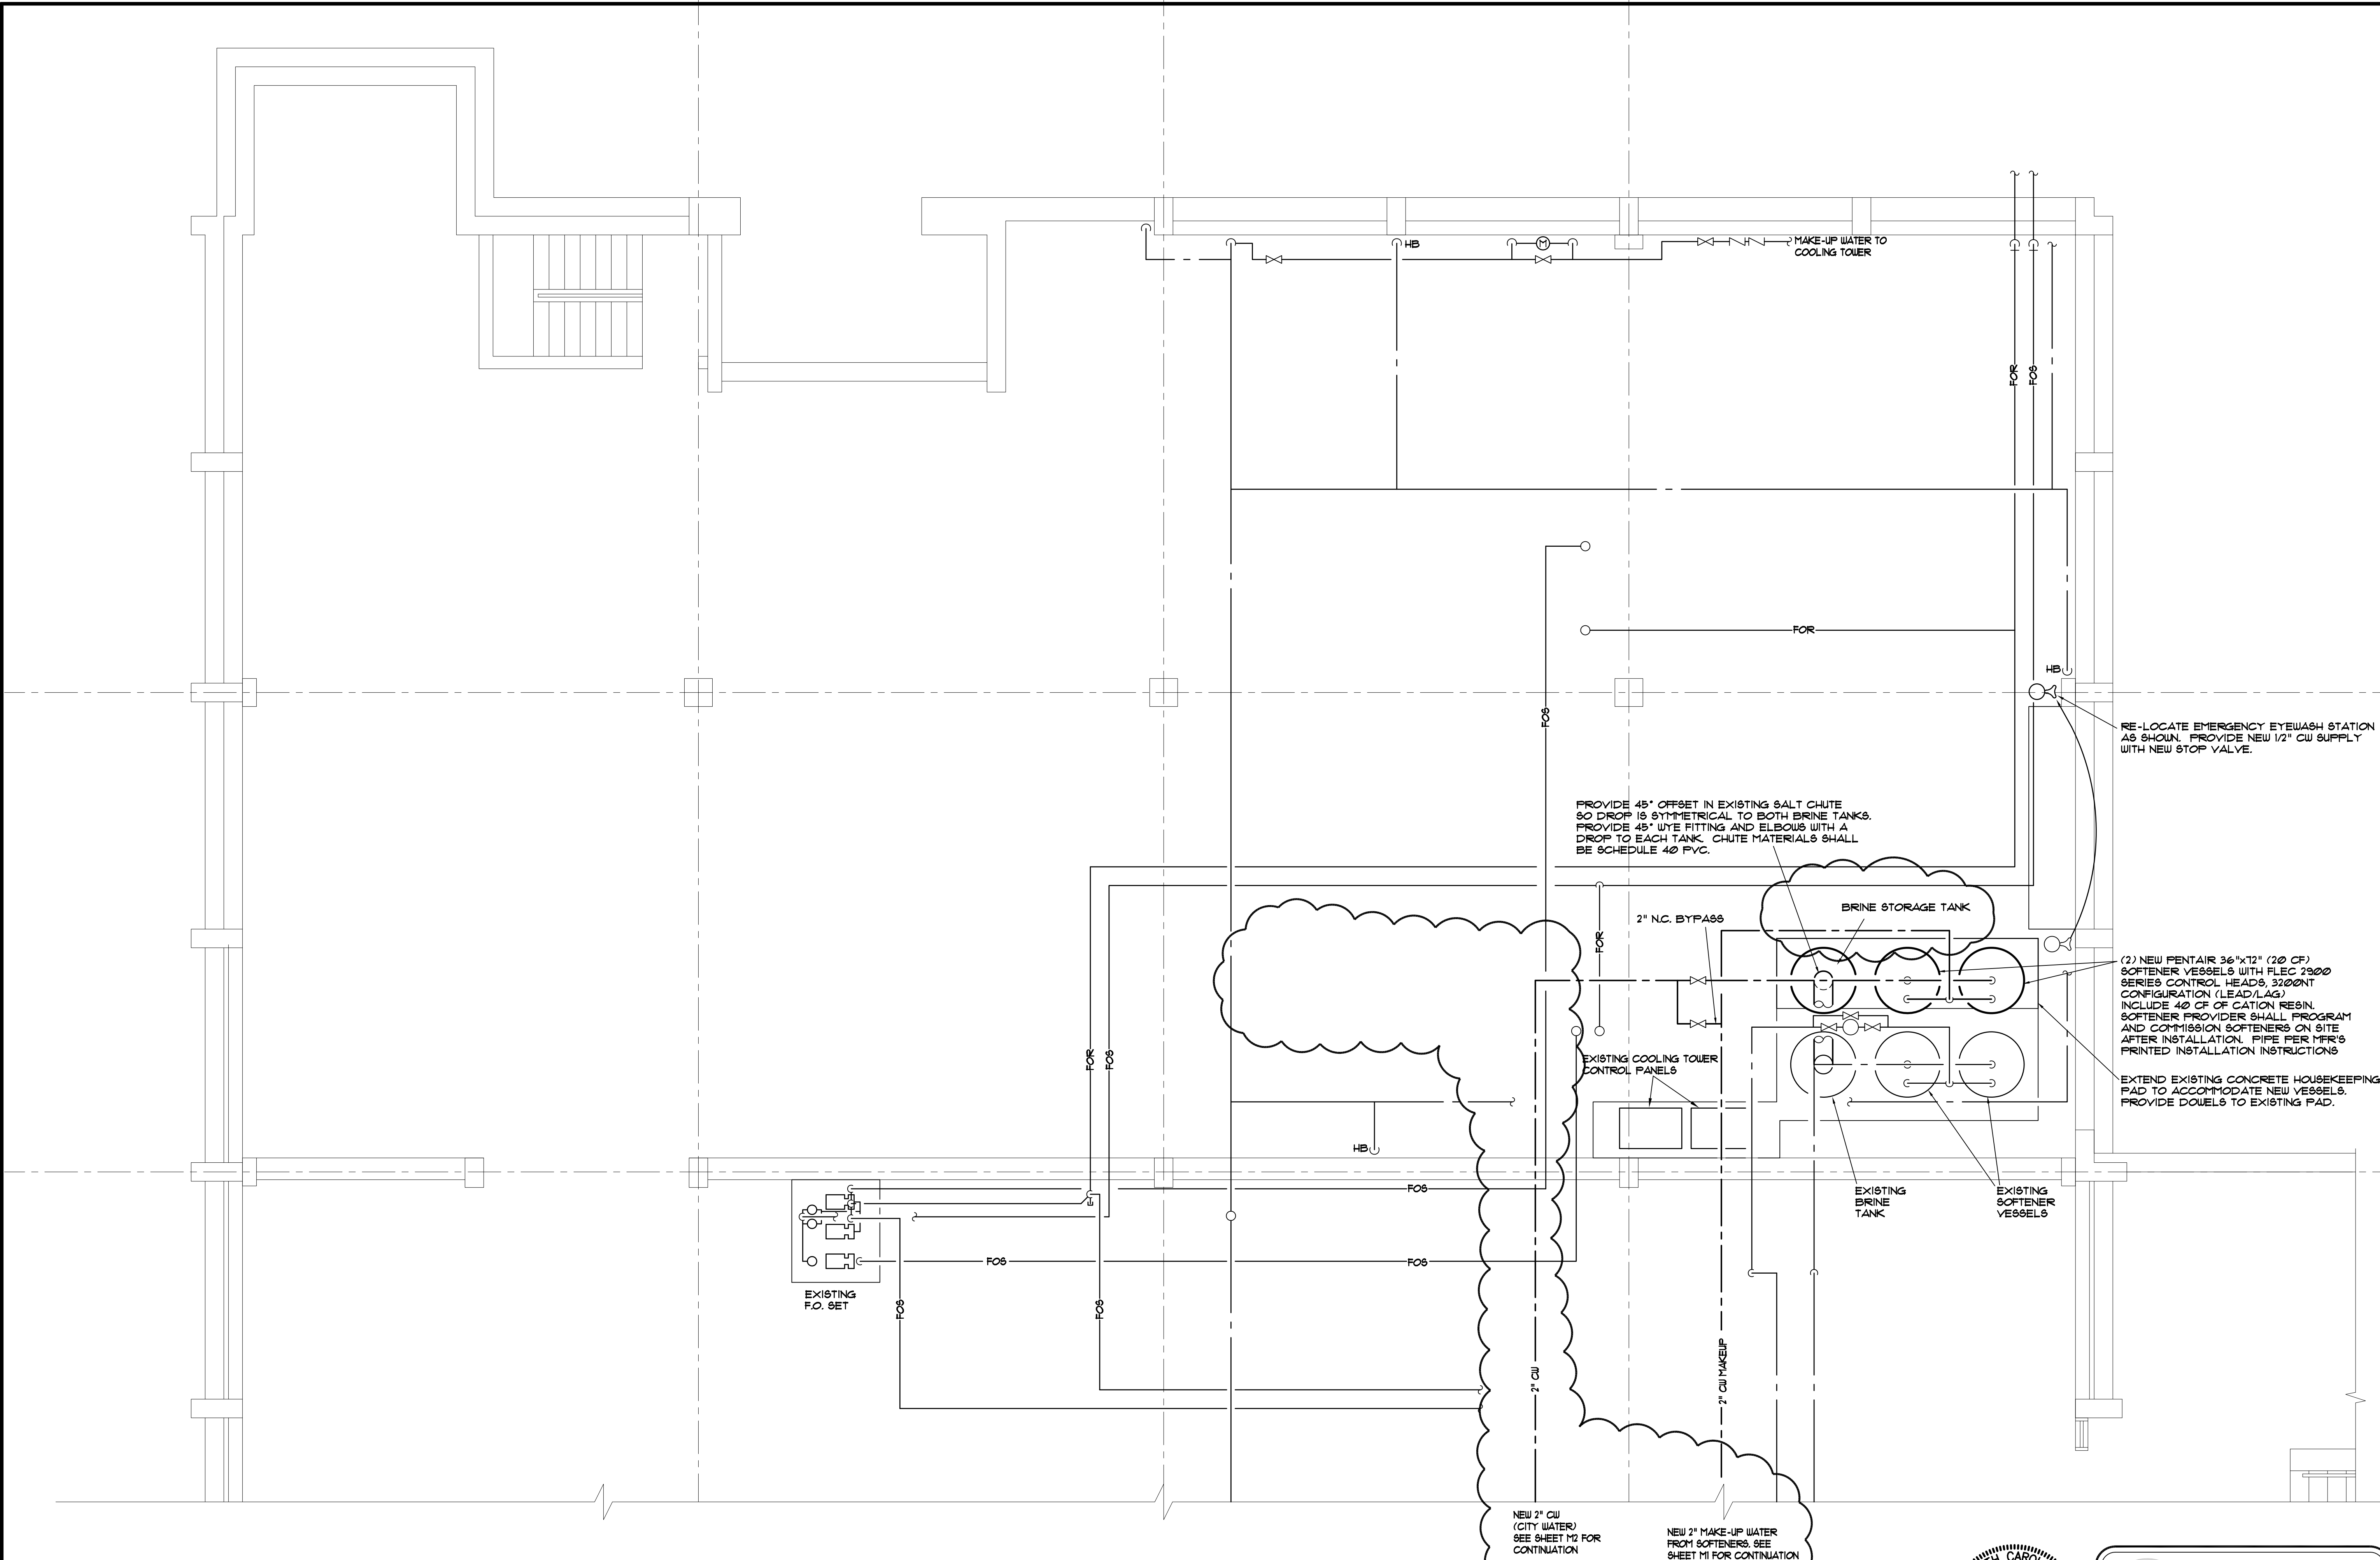 HB
M
MAKE-UP WATER TO
COOLING TOWER
FOR
FOS
FOR
HB
FOS
RE-LOCATE EMERGENCY EYEWASH STATION
AS SHOWN. PROVIDE NEW 1/2" CW SUPPLY
WITH NEW STOP VALVE.
PROVIDE 45° OFFSET IN EXISTING SALT CHUTE
SO DROP IS SYMMETRICAL TO BOTH BRINE TANKS.
PROVIDE 45° WYE FITTING AND ELBOWS WITH A
DROP TO EACH TANK. CHUTE MATERIALS SHALL
BE SCHEDULE 40 PVC.
BRINE STORAGE TANK
2" N.C. BYPASS
FOR
(2) NEW PENTAIR 36"x72" (20 CF)
SOFTENER VESSELS WITH FLEC 2900
SERIES CONTROL HEADS, 3200NT
CONFIGURATION (LEAD/LAG)
INCLUDE 40 CF OF CATION RESIN.
SOFTENER PROVIDER SHALL PROGRAM
AND COMMISSION SOFTENERS ON SITE
AFTER INSTALLATION. PIPE PER MFR'S
PRINTED INSTALLATION INSTRUCTIONS
FOR
FOS
EXISTING COOLING TOWER
CONTROL PANELS
EXTEND EXISTING CONCRETE HOUSEKEEPING
PAD TO ACCOMMODATE NEW VESSELS.
PROVIDE DOWELS TO EXISTING PAD.
HB
FOS
EXISTING
BRINE
TANK
EXISTING
SOFTENER
VESSELS
FOS
FOS
EXISTING
F.O. SET
FOS
FOS
2" CW
2" CW MAKEUP
NEW 2" CW
(CITY WATER)
SEE SHEET M2 FOR
CONTINUATION
NEW 2" MAKE-UP WATER
FROM SOFTENERS. SEE
SHEET M1 FOR CONTINUATION